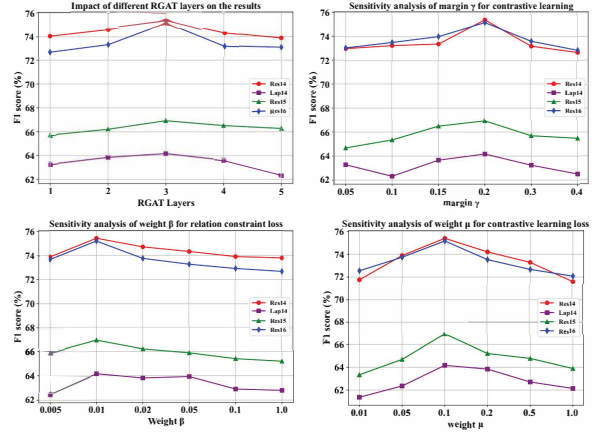 Impact of different RGAT layers on the results
F1 score (%)
76
74
72
70
68
66
64
62
Res14
Lap14
Res15
Res16
1
2
3
4
5
RGAT Layers
Sensitivity analysis of margin γ for contrastive learning
F1 score (%)
76
74
72
70
68
66
64
62
Res14
Lap14
Res15
Res16
0.05
0.1
0.15
0.2
0.3
0.4
margin γ
Sensitivity analysis of weight β for relation constraint loss
F1 score (%)
76
74
72
70
68
66
64
62
Res14
Lap14
Res15
Res16
0.005
0.01
0.02
0.05
0.1
1.0
Weight β
Sensitivity analysis of weight μ for contrastive learning loss
F1 score (%)
76
74
72
70
68
66
64
62
Res14
Lap14
Res15
Res16
0.01
0.05
0.1
0.2
0.5
1.0
weight μ